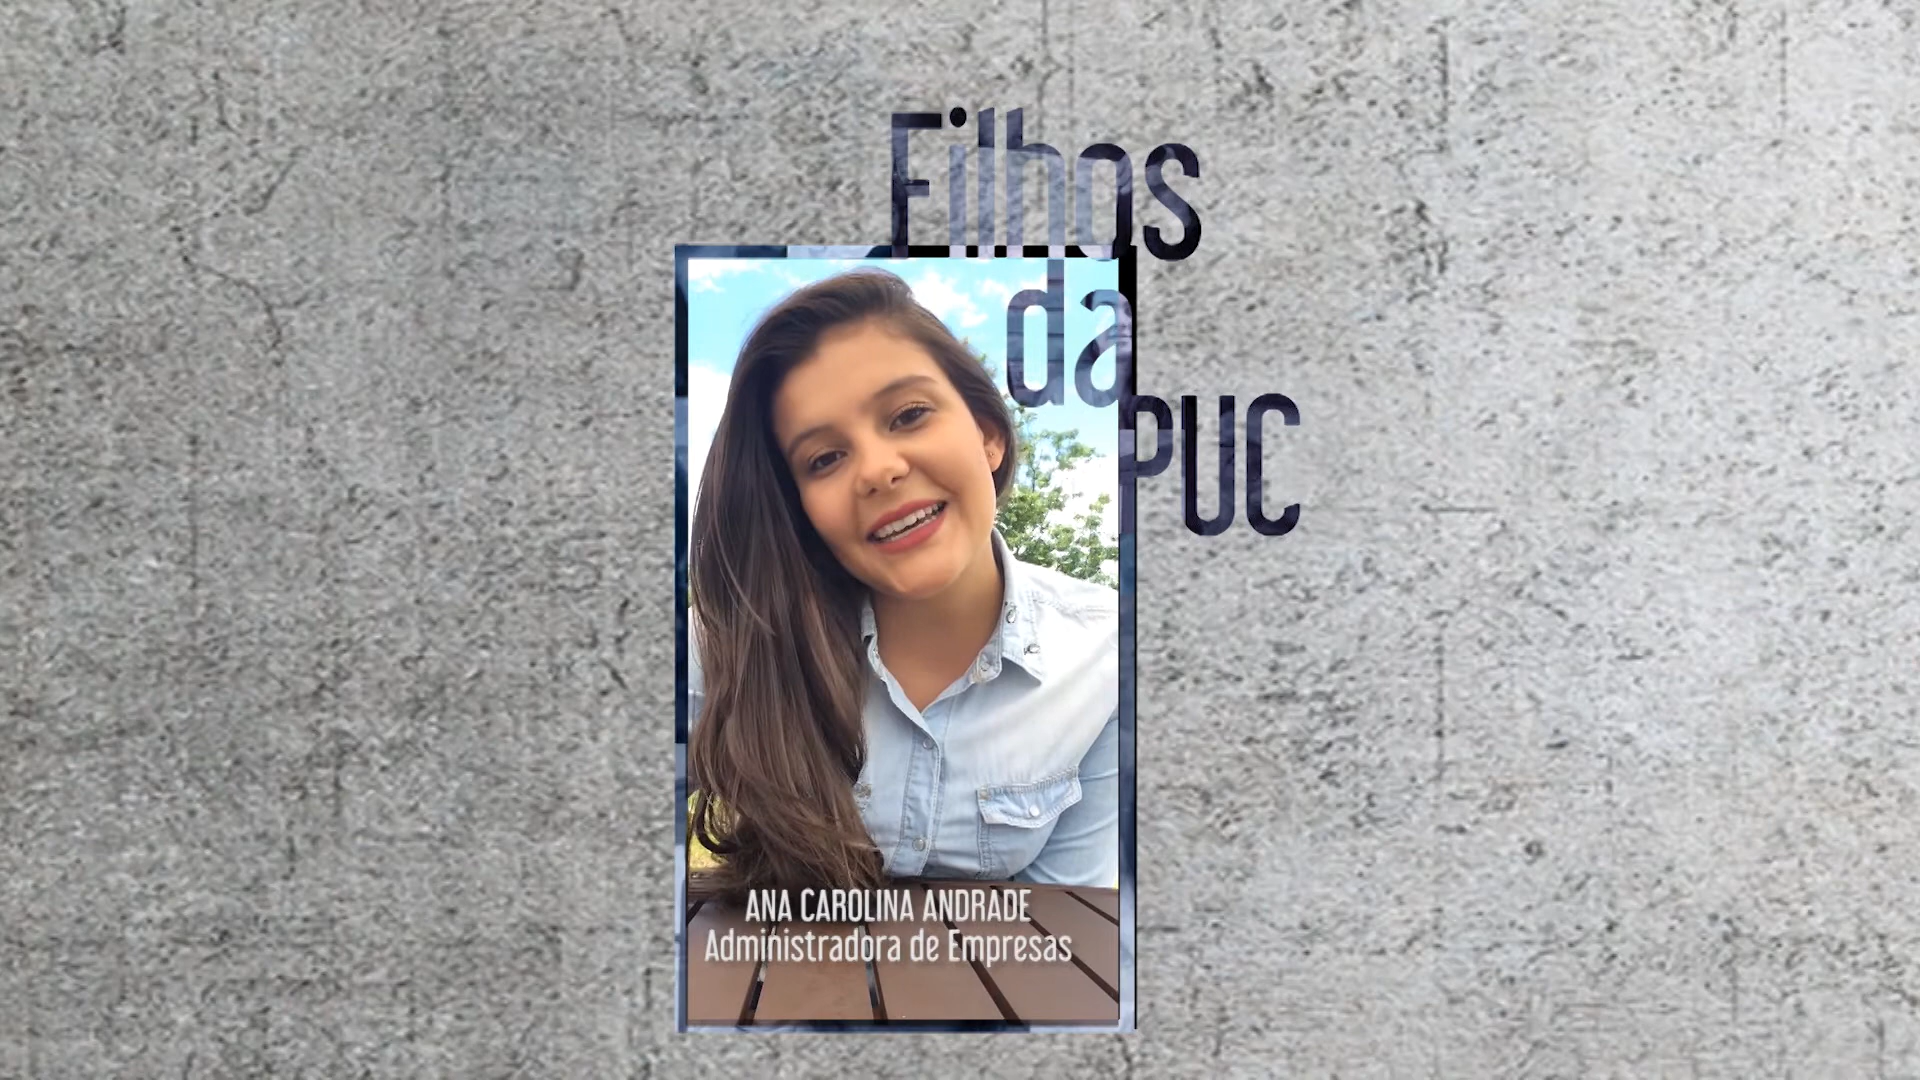 Filhos
da
PUC
ANA CAROLINA ANDRADE
Administradora de Empresas